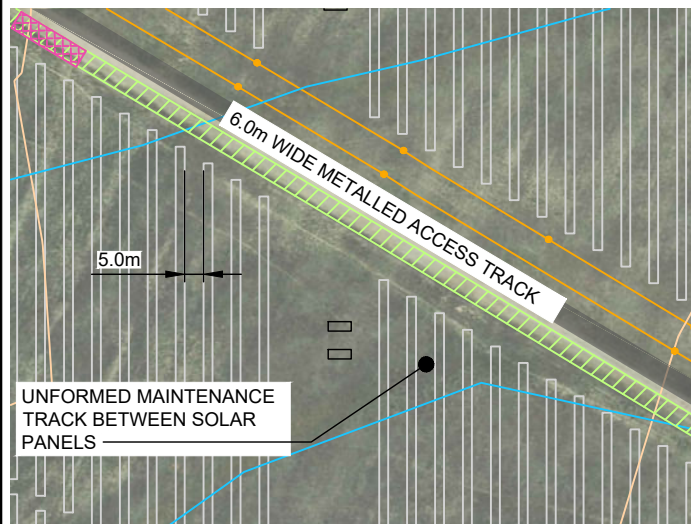 6.0m WIDE METALLED ACCESS TRACK
5.0m
UNFORMED MAINTENANCE
TRACK BETWEEN SOLAR
PANELS